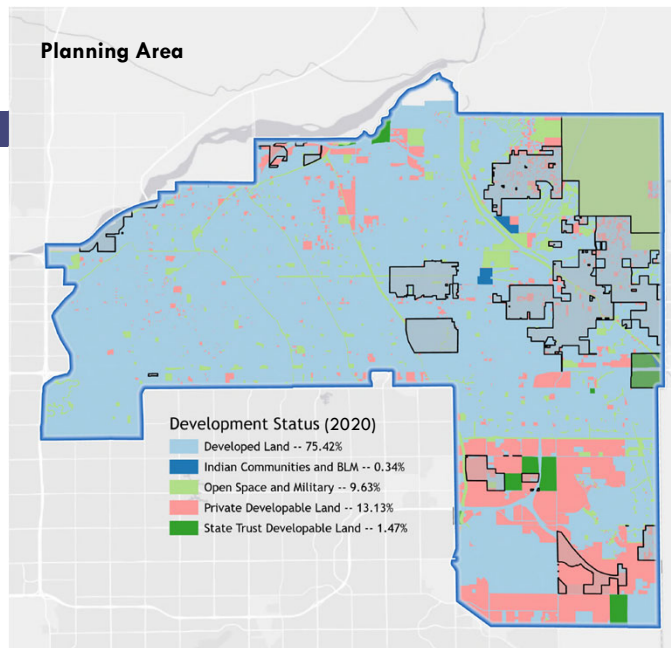 Planning Area
Development Status (2020)
Developed Land -- 75.42%
Indian Communities and BLM -- 0.34%
Open Space and Military -- 9.63%
Private Developable Land -- 13.13%
State Trust Developable Land -- 1.47%